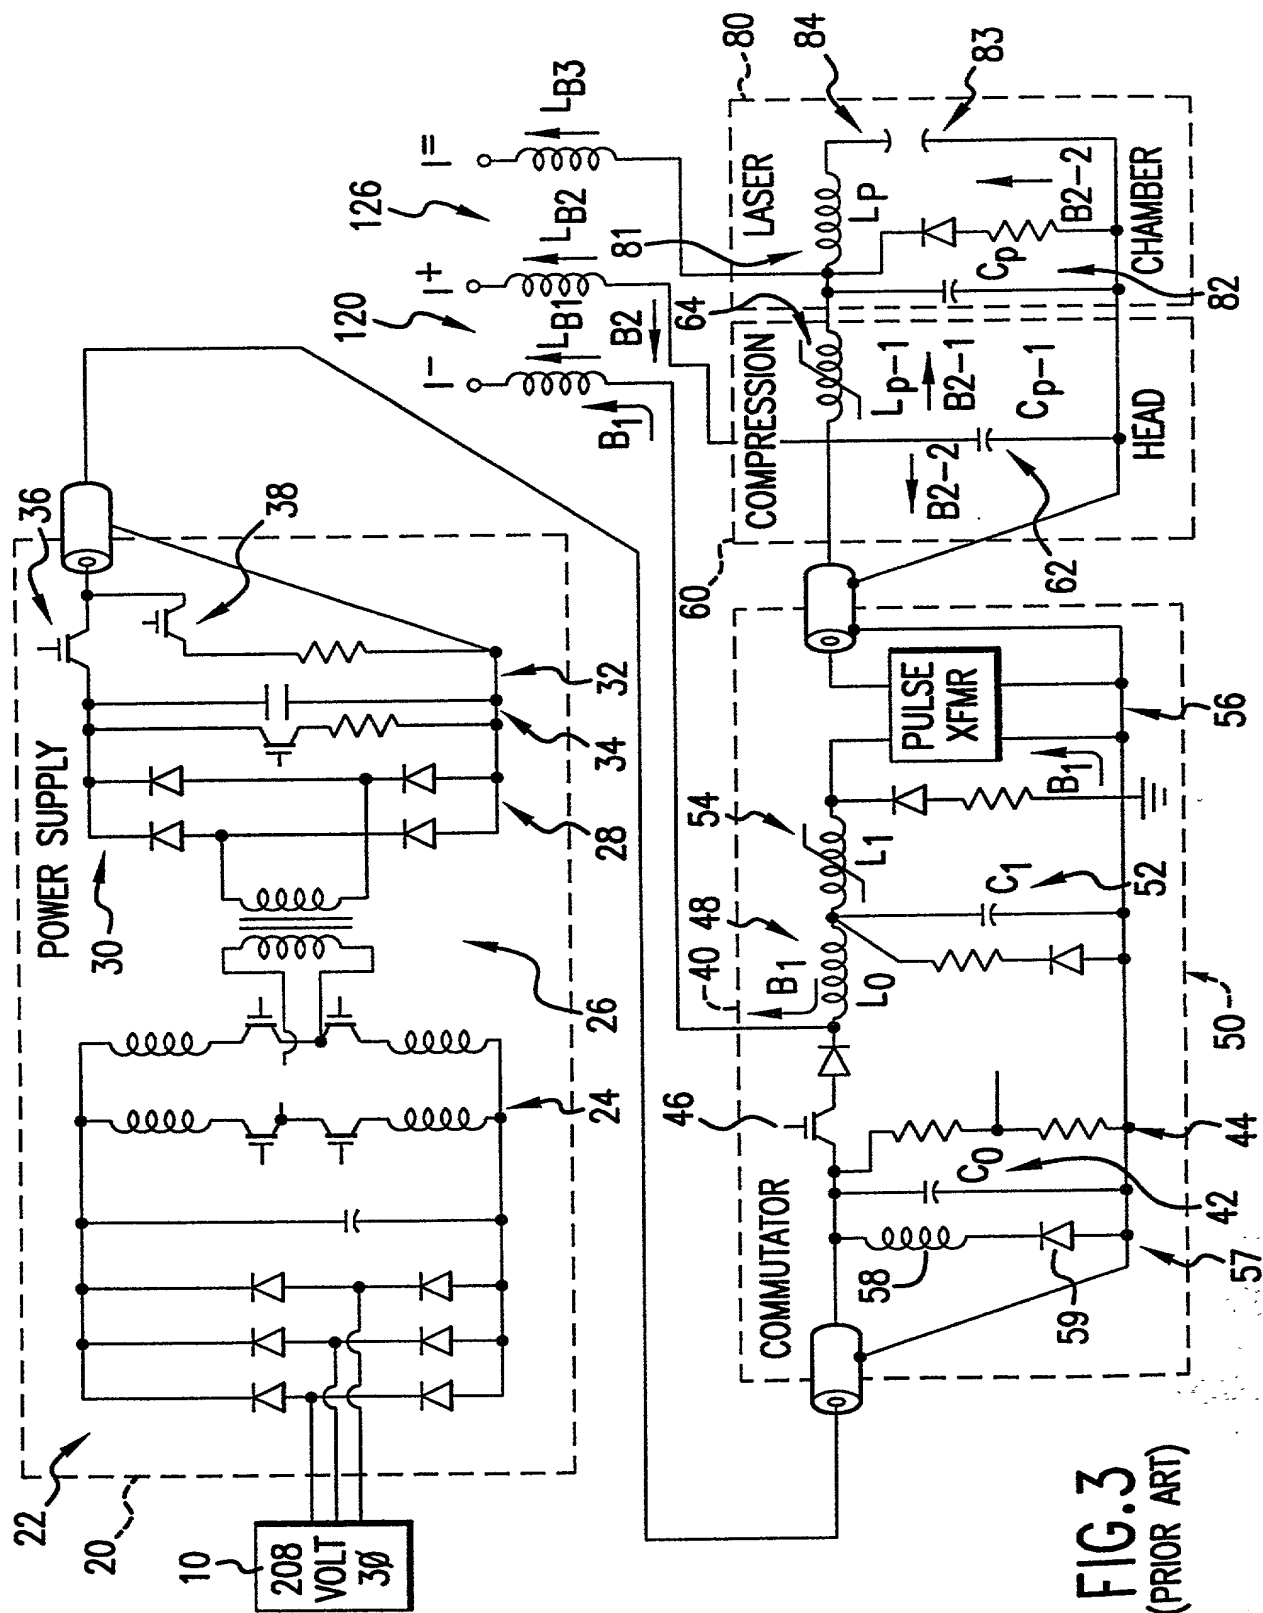 FIG.3
(PRIOR ART)
10
208
VOLT
3Ø
20
22
POWER SUPPLY
24
26
28
30
32
34
36
38
COMMUTATOR
40
42
44
46
48
50
52
54
56
57
58
59
C0
L0
C1
L1
B1
B1
PULSE
XFMR
60
COMPRESSION
HEAD
62
64
Lp-1
B2-1
Cp-1
B2-2
80
LASER
CHAMBER
81
82
83
84
Lp
Cp
B2-2
120
126
I-
I+
I=
LB1
LB2
LB3
B1
B2